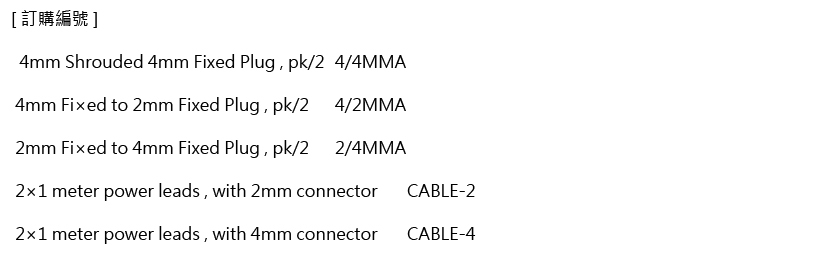 [ 訂購編號 ]
4mm Shrouded 4mm Fixed Plug , pk/2 4/4MMA
4mm Fi×ed to 2mm Fixed Plug , pk/2 4/2MMA
2mm Fi×ed to 4mm Fixed Plug , pk/2 2/4MMA
2×1 meter power leads , with 2mm connector CABLE-2
2×1 meter power leads , with 4mm connector CABLE-4